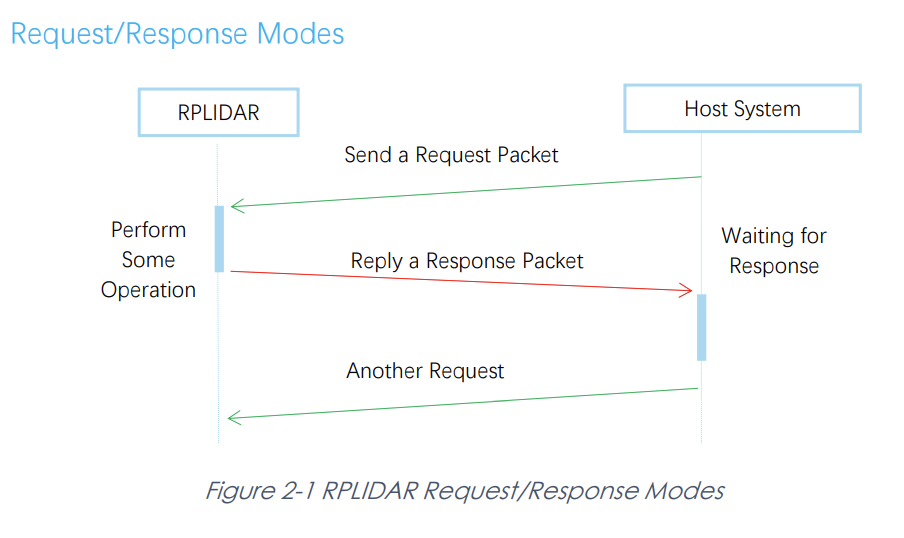 Request/Response Modes
RPLIDAR
Host System
Send a Request Packet
Perform
Some
Operation
Waiting for
Response
Reply a Response Packet
Another Request
Figure 2-1 RPLIDAR Request/Response Modes